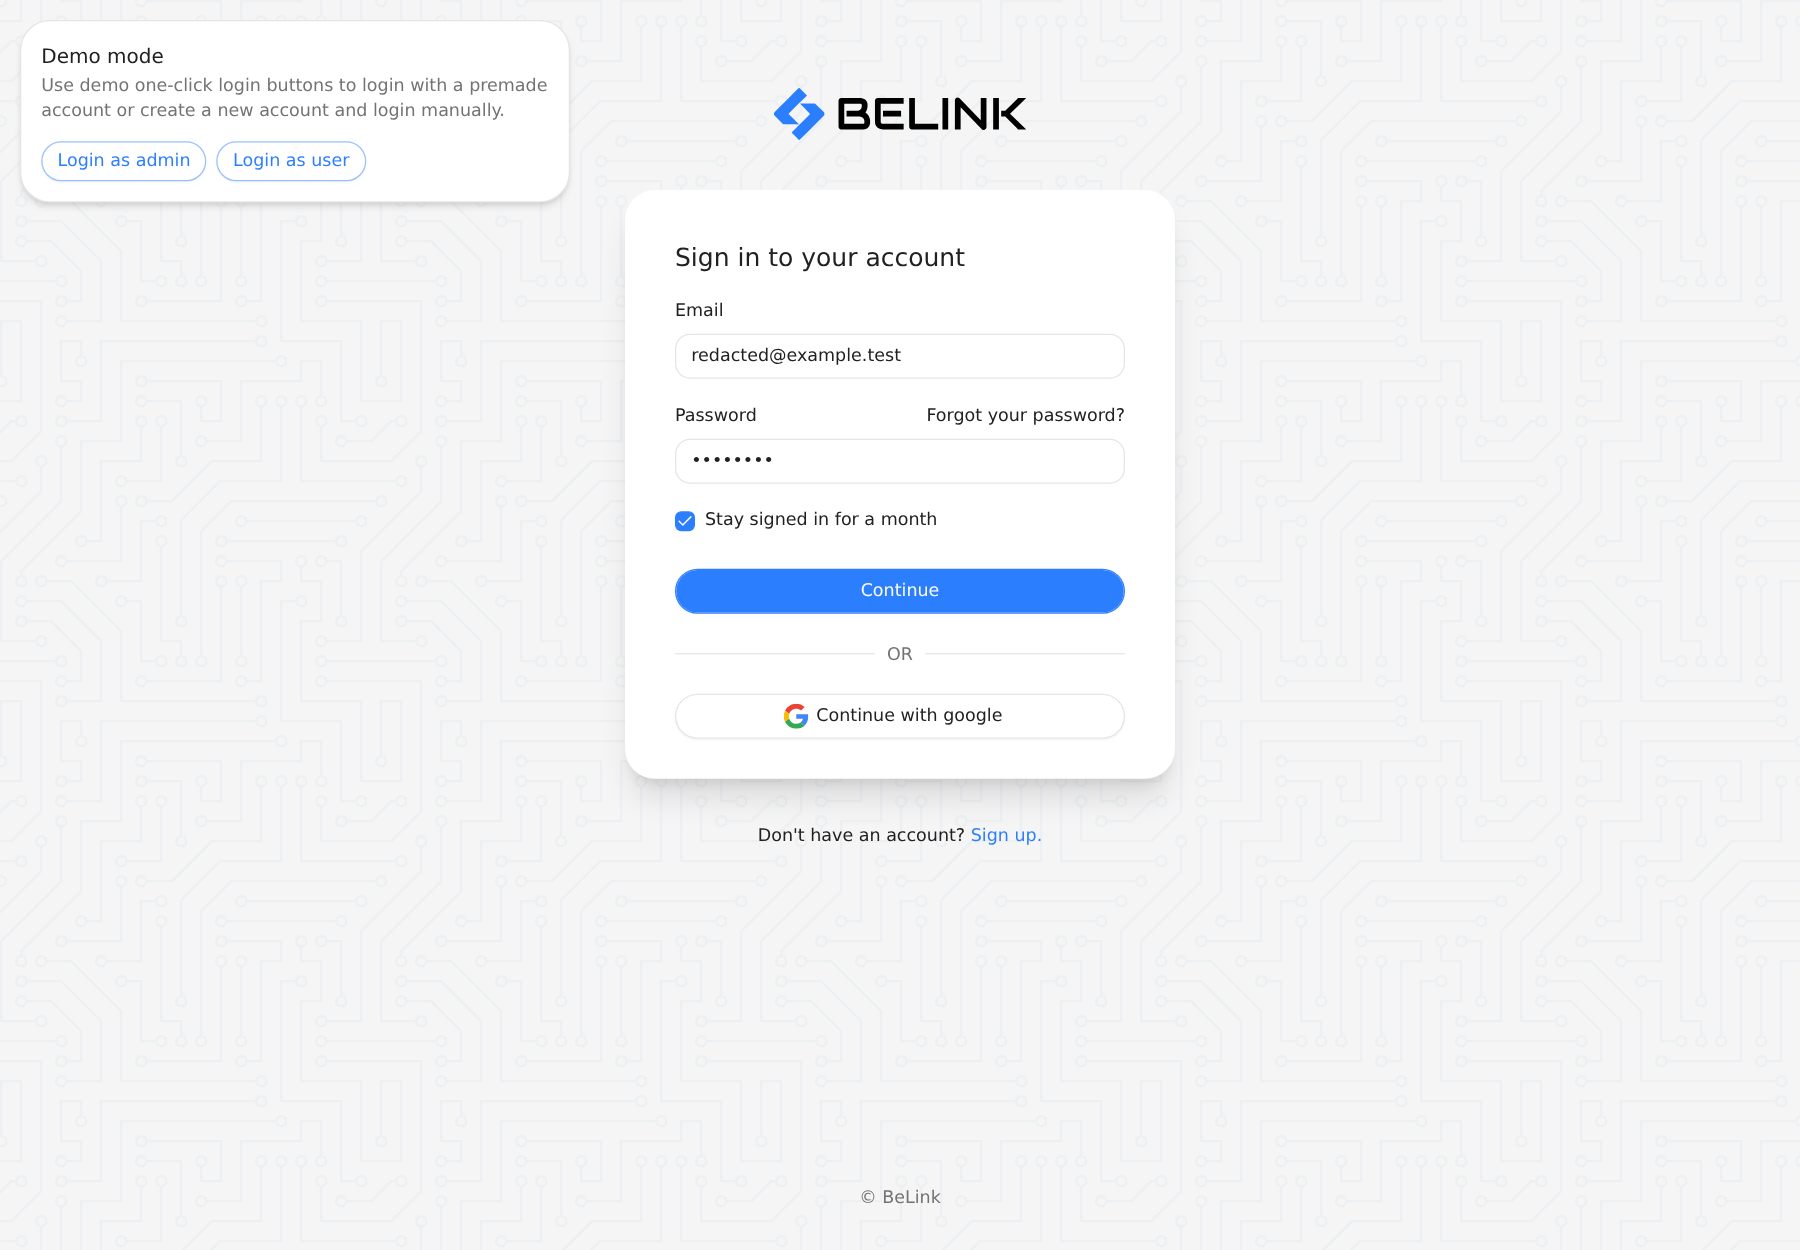 Demo mode
Use demo one-click login buttons to login with a premade
account or create a new account and login manually.
Login as admin
Login as user
BELINK
Sign in to your account
Email
redacted@example.test
Password
Forgot your password?
••••••••
Stay signed in for a month
Continue
OR
Continue with google
Don't have an account? Sign up.
© BeLink